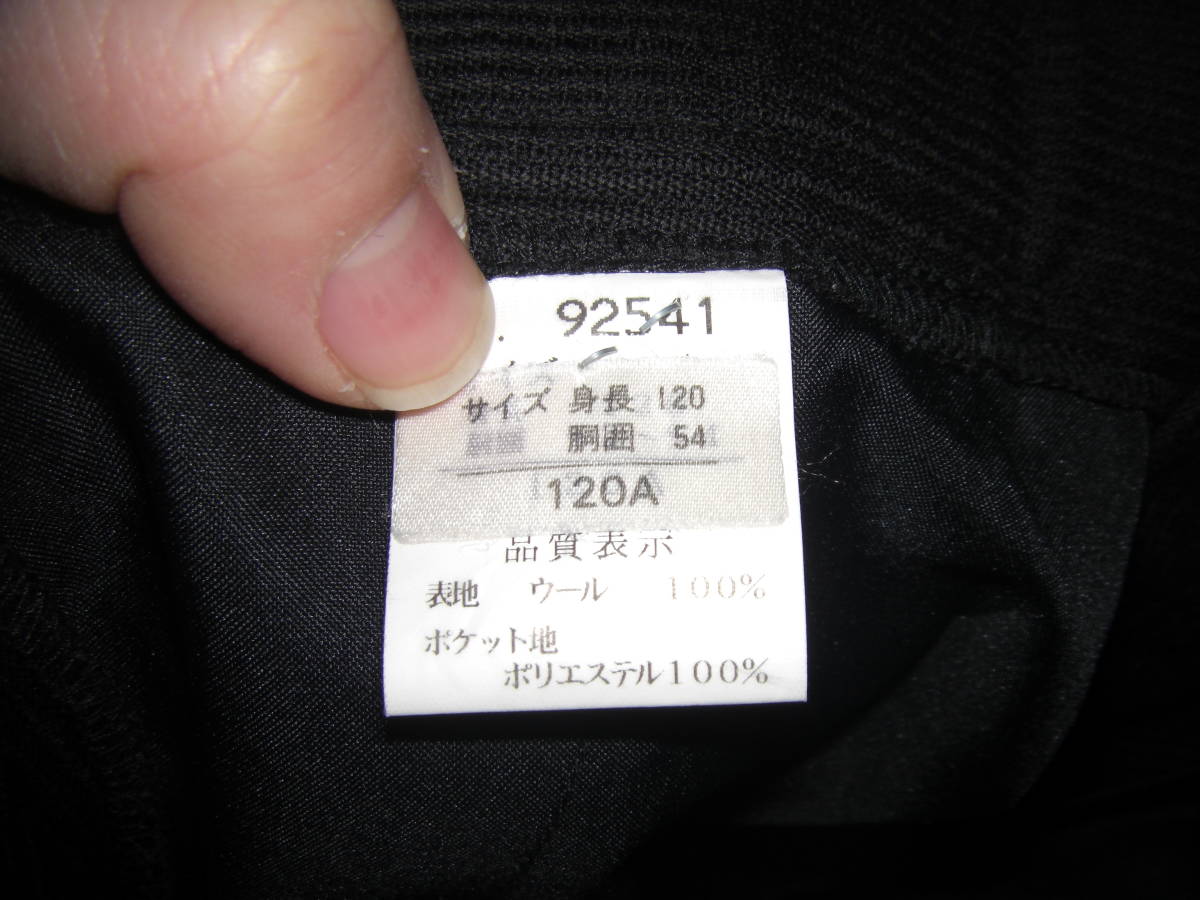 . 92541
サイズ 身長 120
胴囲 54
120A
品質表示
表地 ウール 100%
ポケット地
ポリエステル100%